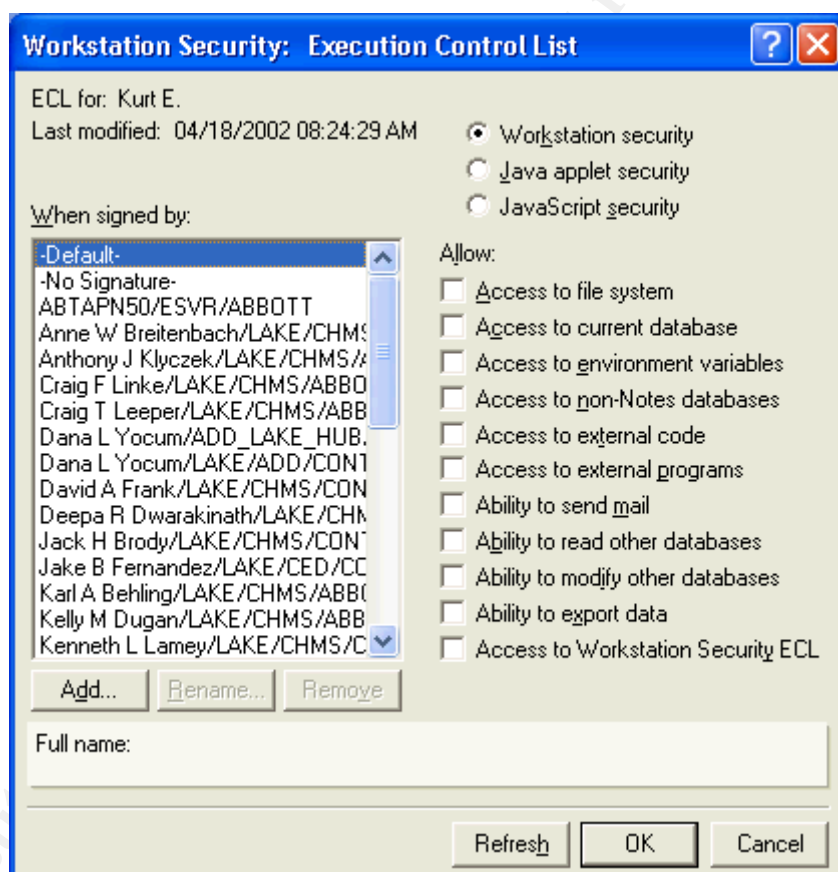 Workstation Security: Execution Control List
ECL for: Kurt E.
Last modified: 04/18/2002 08:24:29 AM
Workstation security
Java applet security
JavaScript security
When signed by:
-Default-
-No Signature-
ABTAPN50/ESVR/ABBOTT
Anne W Breitenbach/LAKE/CHMS
Anthony J Klyczek/LAKE/CHMS/A
Craig F Linke/LAKE/CHMS/ABBO
Craig T Leeper/LAKE/CHMS/ABB
Dana L Yocum/ADD_LAKE_HUB.
Dana L Yocum/LAKE/ADD/CONT
David A Frank/LAKE/CHMS/CON
Deepa R Dwarakinath/LAKE/CHM
Jack H Brody/LAKE/CHMS/CONT
Jake B Fernandez/LAKE/CED/CC
Karl A Behling/LAKE/CHMS/ABBO
Kelly M Dugan/LAKE/CHMS/ABB
Kenneth L Lamey/LAKE/CHMS/C
Add...
Rename...
Remove
Allow:
Access to file system
Access to current database
Access to environment variables
Access to non-Notes databases
Access to external code
Access to external programs
Ability to send mail
Ability to read other databases
Ability to modify other databases
Ability to export data
Access to Workstation Security ECL
Full name:
Refresh
OK
Cancel